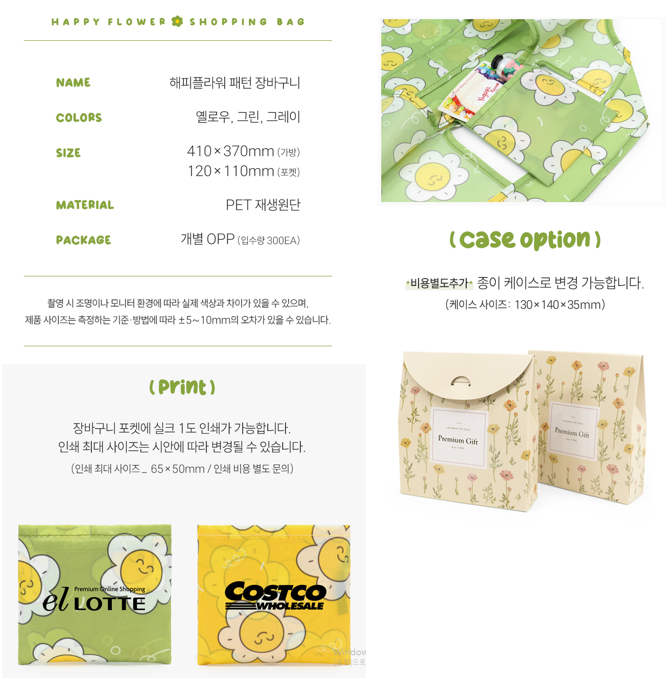 HAPPY FLOWER SHOPPING BAG
NAME 해피플라워 패턴 장바구니
COLORS 옐로우, 그린, 그레이
SIZE 410×370mm (가방)
120×110mm (포켓)
MATERIAL PET 재생원단
PACKAGE 개별 OPP (입수량 300EA)
촬영 시 조명이나 모니터 환경에 따라 실제 색상과 차이가 있을 수 있으며,
제품 사이즈는 측정하는 기준·방법에 따라 ±5~10mm의 오차가 있을 수 있습니다.
(Print)
장바구니 포켓에 실크 1도 인쇄가 가능합니다.
인쇄 최대 사이즈는 시안에 따라 변경될 수 있습니다.
(인쇄 최대 사이즈_ 65×50mm / 인쇄 비용 별도 문의)
Premium Online Shopping
el LOTTE
COSTCO
WHOLESALE
(Case option)
*비용별도추가* 종이 케이스로 변경 가능합니다.
(케이스 사이즈: 130×140×35mm)
Premium Gift
Premium Gift